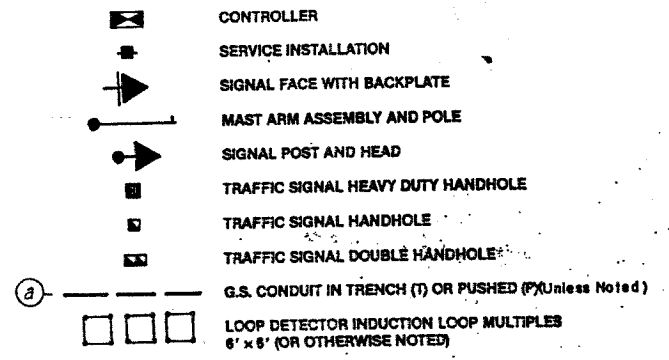 CONTROLLER
SERVICE INSTALLATION
SIGNAL FACE WITH BACKPLATE
MAST ARM ASSEMBLY AND POLE
SIGNAL POST AND HEAD
TRAFFIC SIGNAL HEAVY DUTY HANDHOLE
TRAFFIC SIGNAL HANDHOLE
TRAFFIC SIGNAL DOUBLE HANDHOLE
a G.S. CONDUIT IN TRENCH (T) OR PUSHED (P)(Unless Noted)
LOOP DETECTOR INDUCTION LOOP MULTIPLES
6' x 6' (OR OTHERWISE NOTED)